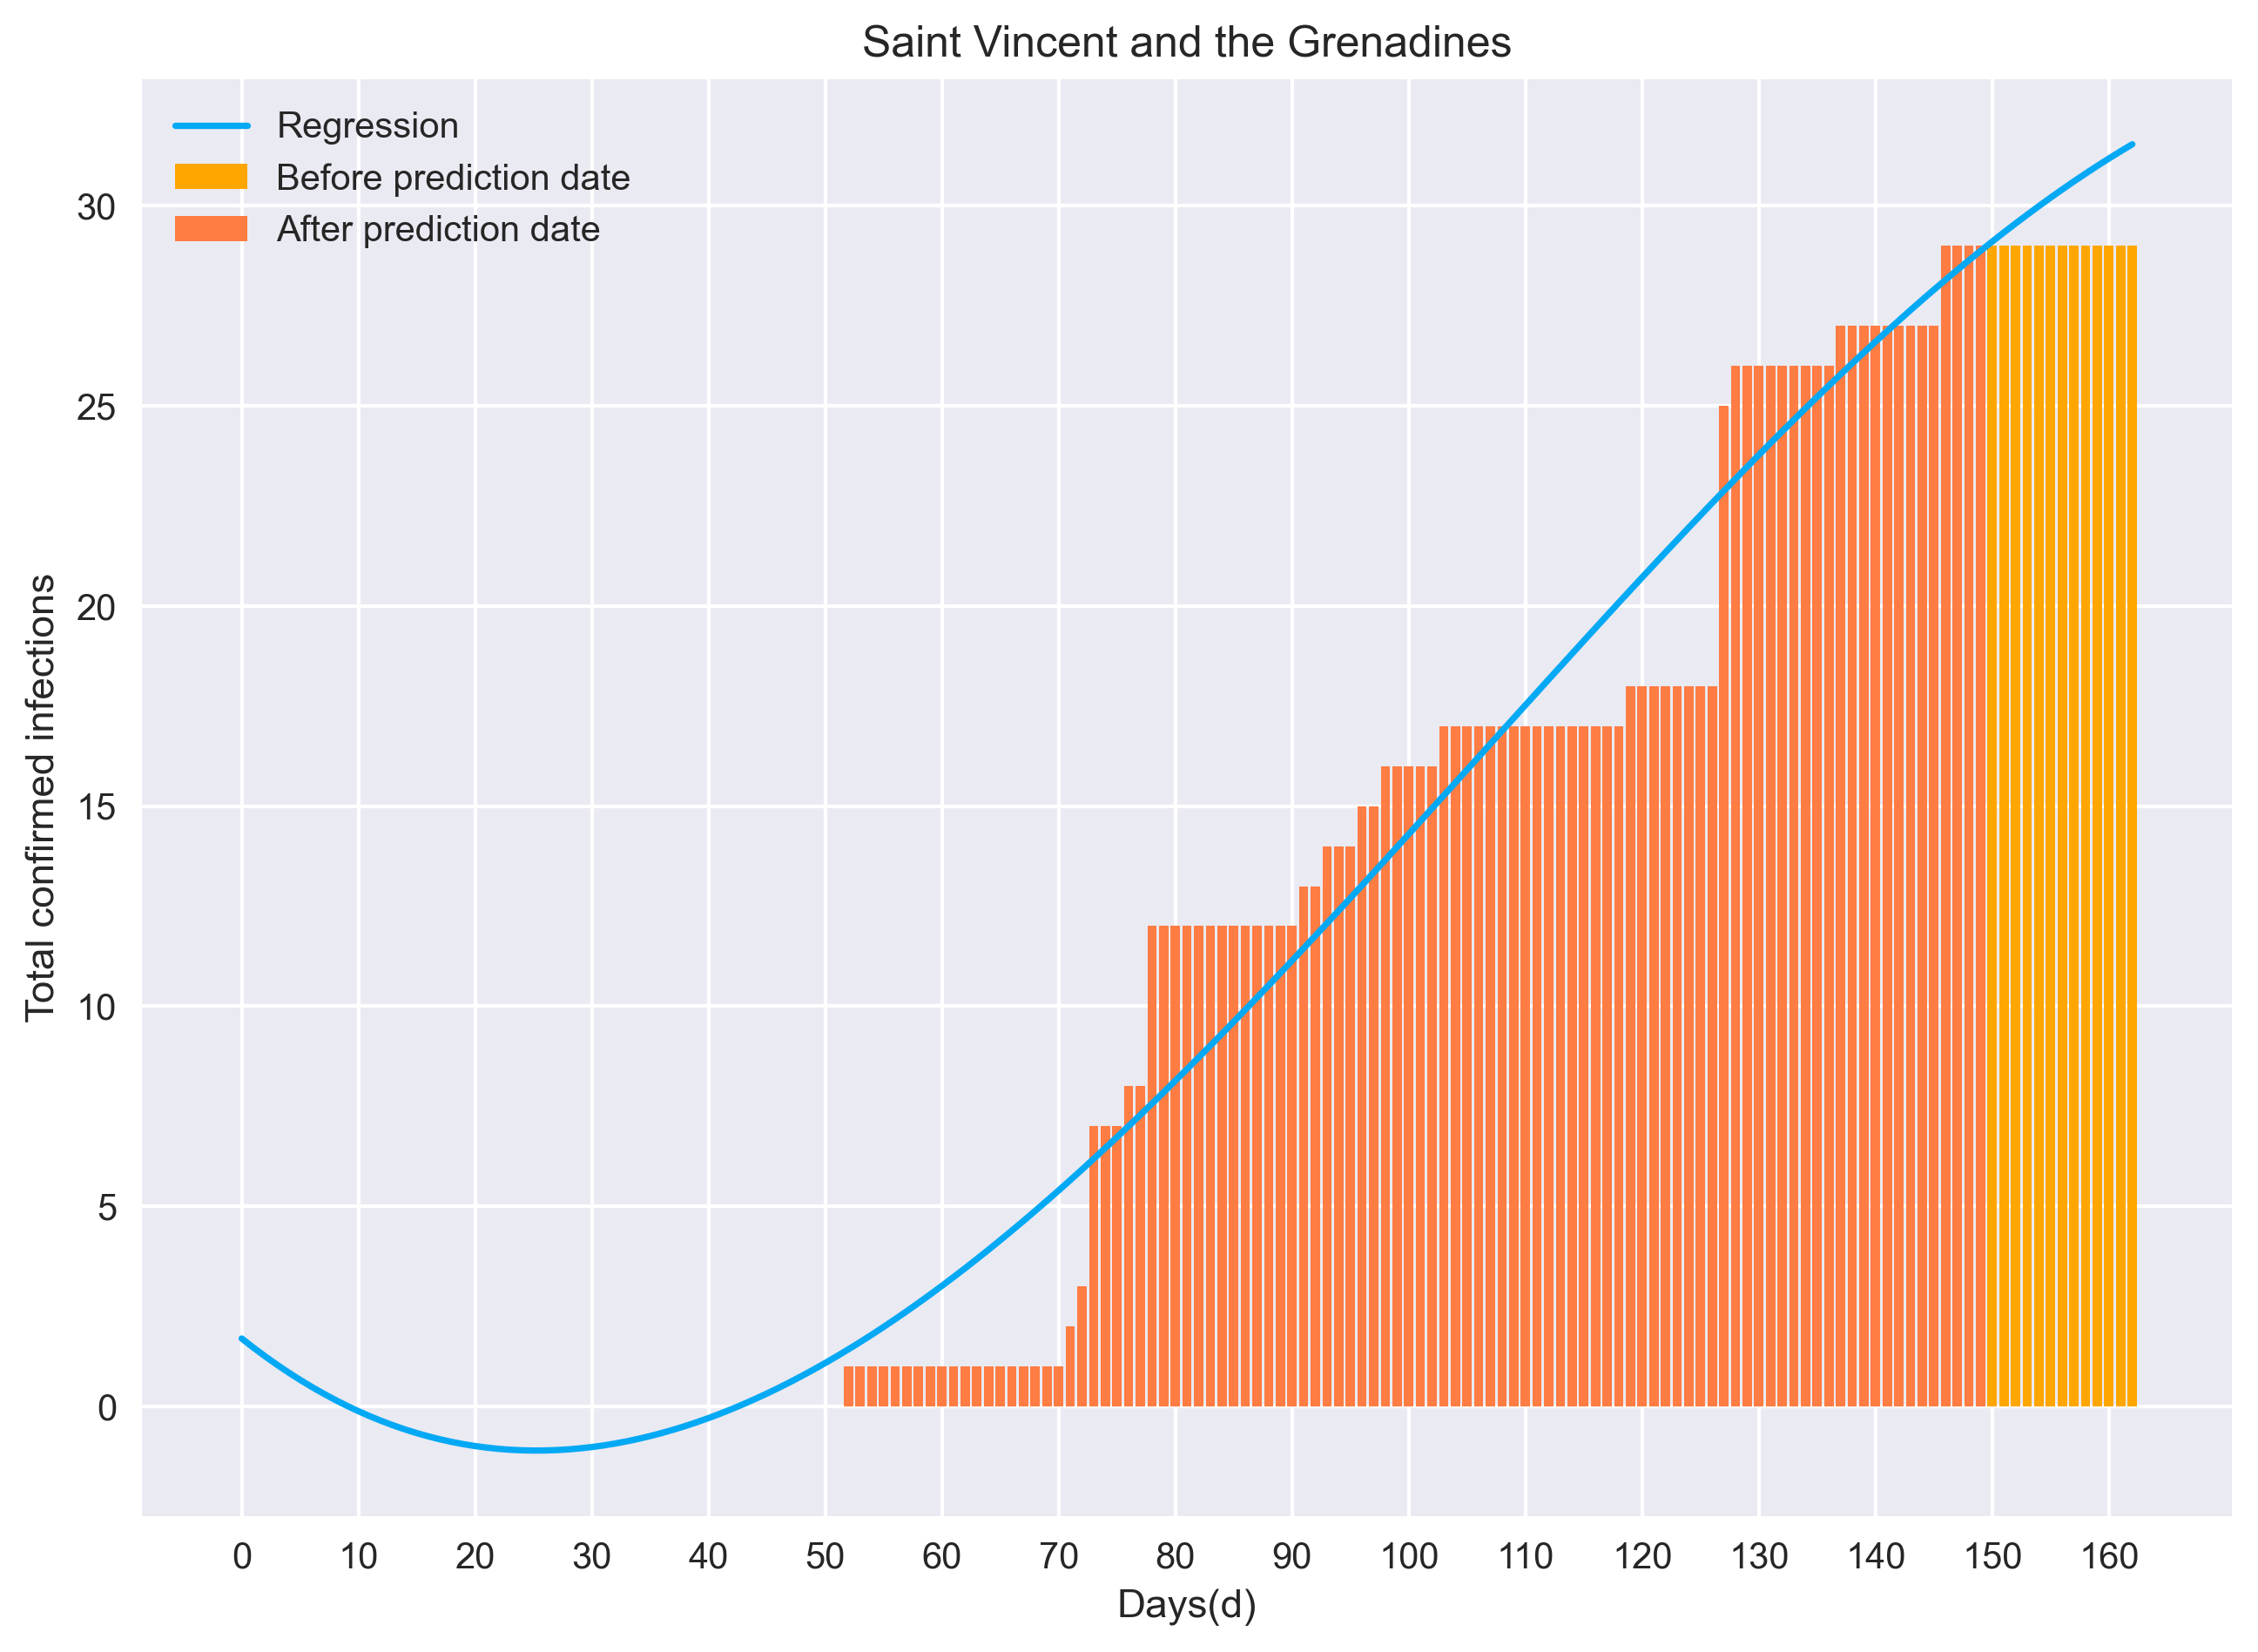 Saint Vincent and the Grenadines
Regression
Before prediction date
After prediction date
Total confirmed infections
30
25
20
15
10
5
0
0 10 20 30 40 50 60 70 80 90 100 110 120 130 140 150 160
Days(d)